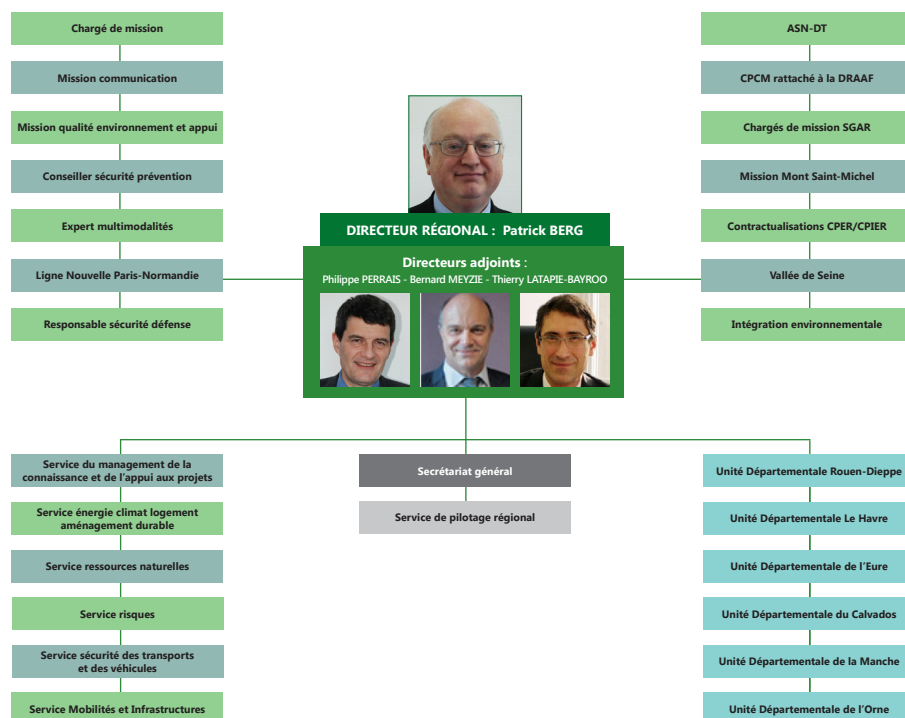 Chargé de mission
Mission communication
Mission qualité environnement et appui
Conseiller sécurité prévention
Expert multimodalités
Ligne Nouvelle Paris-Normandie
Responsable sécurité défense
DIRECTEUR RÉGIONAL : Patrick BERG
Directeurs adjoints :
Philippe PERRAIS - Bernard MEYZIE - Thierry LATAPIE-BAYROO
ASN-DT
CPCM rattaché à la DRAAF
Chargés de mission SGAR
Mission Mont Saint-Michel
Contractualisations CPER/CPIER
Vallée de Seine
Intégration environnementale
Service du management de la
connaissance et de l'appui aux projets
Service énergie climat logement
aménagement durable
Service ressources naturelles
Service risques
Service sécurité des transports
et des véhicules
Service Mobilités et Infrastructures
Secrétariat général
Service de pilotage régional
Unité Départementale Rouen-Dieppe
Unité Départementale Le Havre
Unité Départementale de l'Eure
Unité Départementale du Calvados
Unité Départementale de la Manche
Unité Départementale de l'Orne